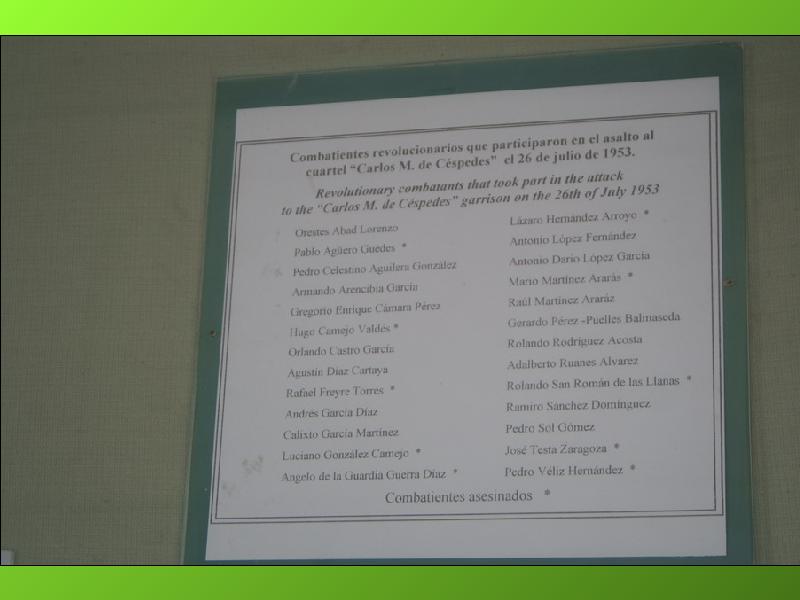 Combatientes revolucionarios que participaron en el asalto al
cuartel "Carlos M. de Céspedes" el 26 de julio de 1953.
Revolutionary combatants that took part in the attack
to the "Carlos M. de Céspedes" garrison on the 26th of July 1953
Orestes Abad Lorenzo
Pablo Agüero Guedes *
Pedro Celestino Aguilera González
Armando Arencibia García
Gregorio Enrique Cámara Pérez
Hugo Camejo Valdés *
Orlando Castro García
Agustín Díaz Cartaya
Rafael Freyre Torres *
Andrés García Díaz
Calixto García Martínez
Luciano González Camejo *
Angelo de la Guardia Guerra Díaz *
Lázaro Hernández Arroyo *
Antonio López Fernández
Antonio Darío López García
Mario Martínez Ararás *
Raúl Martínez Araráz
Gerardo Pérez -Puelles Balmaseda
Rolando Rodríguez Acosta
Adalberto Ruanes Alvarez
Rolando San Román de las Llanas *
Ramiro Sánchez Domínguez
Pedro Sol Gómez
José Testa Zaragoza *
Pedro Véliz Hernández *
Combatientes asesinados *